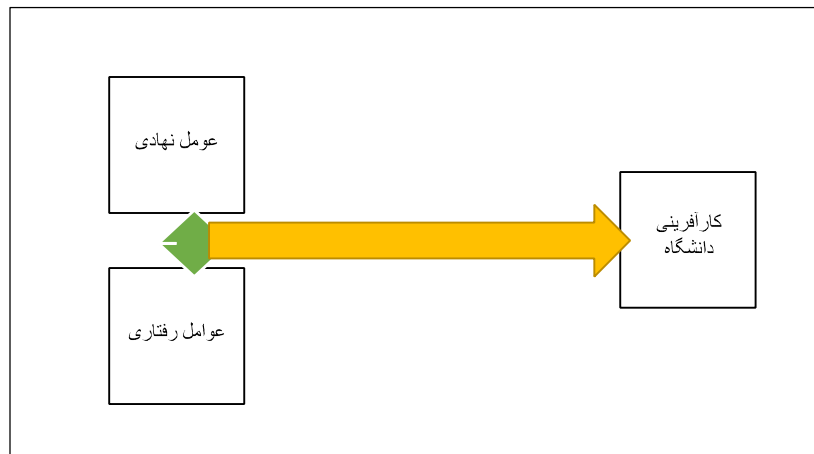 عومل نهادی
کارآفرینی
دانشگاه
عوامل رفتاری